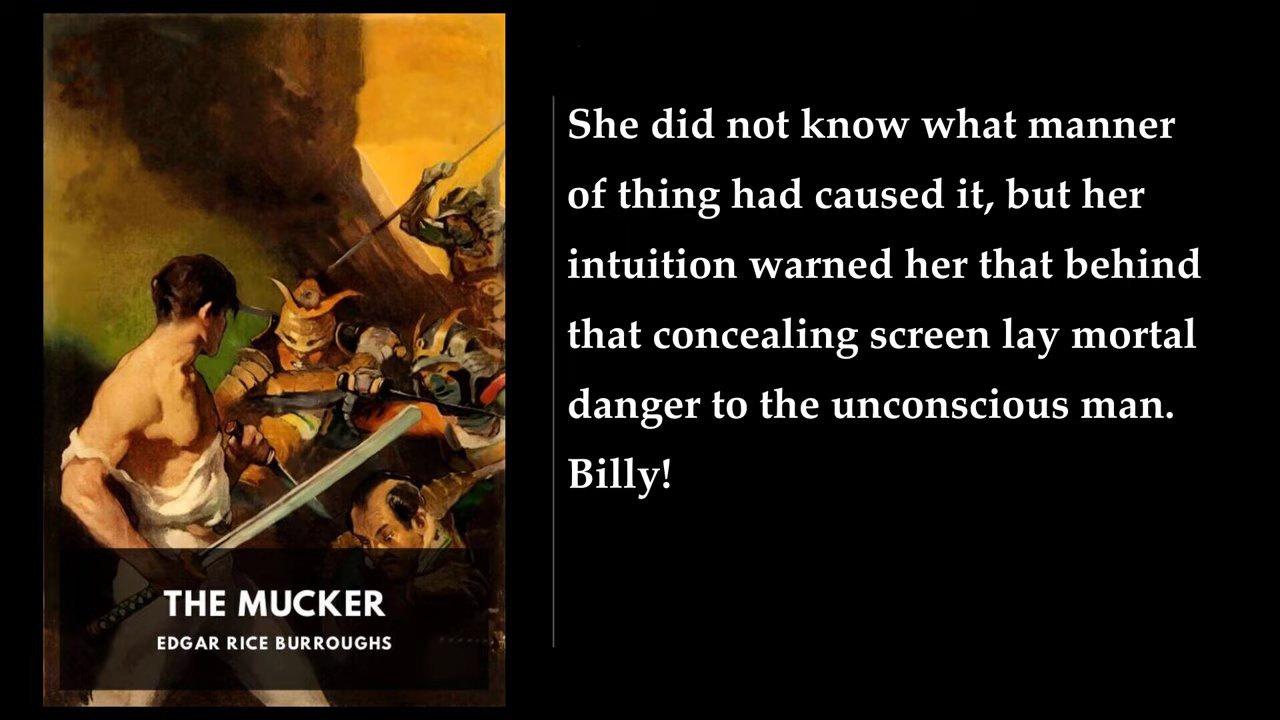 THE MUCKER
EDGAR RICE BURROUGHS
She did not know what manner
of thing had caused it, but her
intuition warned her that behind
that concealing screen lay mortal
danger to the unconscious man.
Billy!